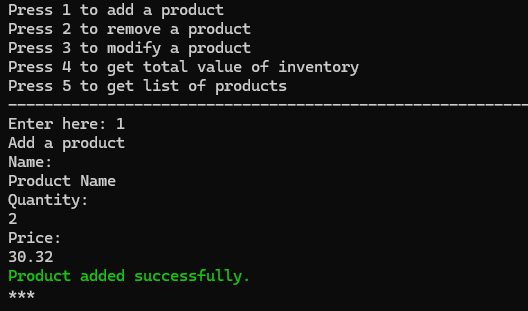 Press 1 to add a product
Press 2 to remove a product
Press 3 to modify a product
Press 4 to get total value of inventory
Press 5 to get list of products
----------------------------------------------------------
Enter here: 1
Add a product
Name:
Product Name
Quantity:
2
Price:
30.32
Product added successfully.
***